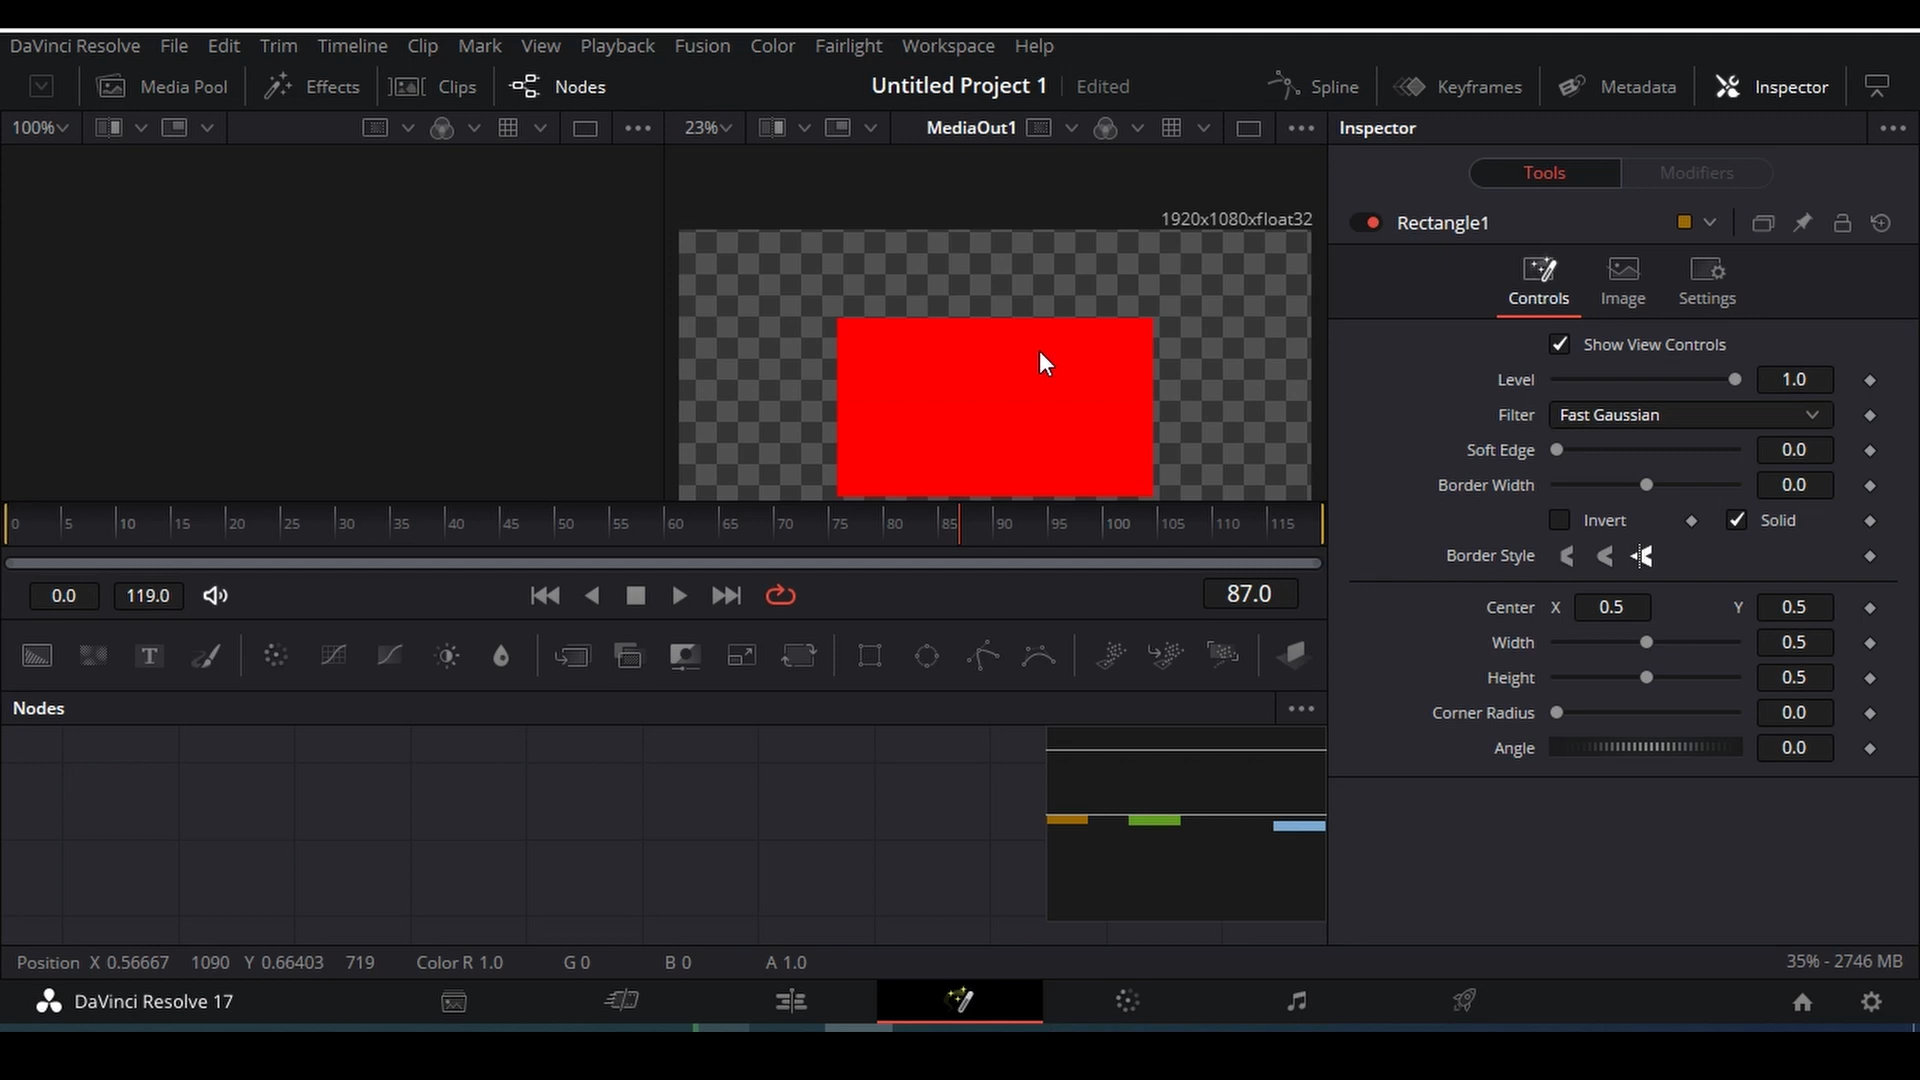 DaVinci Resolve File Edit Trim Timeline Clip Mark View Playback Fusion Color Fairlight Workspace Help
Media Pool Effects Clips Nodes Untitled Project 1 Edited Spline Keyframes Metadata Inspector
100% 23% MediaOut1 Inspector
Tools Modifiers
1920x1080xfloat32
Rectangle1
Controls Image Settings
Show View Controls
Level 1.0
Filter Fast Gaussian
Soft Edge 0.0
Border Width 0.0
Invert Solid
Border Style
0 5 10 15 20 25 30 35 40 45 50 55 60 65 70 75 80 85 90 95 100 105 110 115
0.0 119.0 87.0
Center X 0.5 Y 0.5
Width 0.5
Height 0.5
Corner Radius 0.0
Angle 0.0
T
Nodes
Position X 0.56667 1090 Y 0.66403 719 Color R 1.0 G 0 B 0 A 1.0
35% - 2746 MB
DaVinci Resolve 17